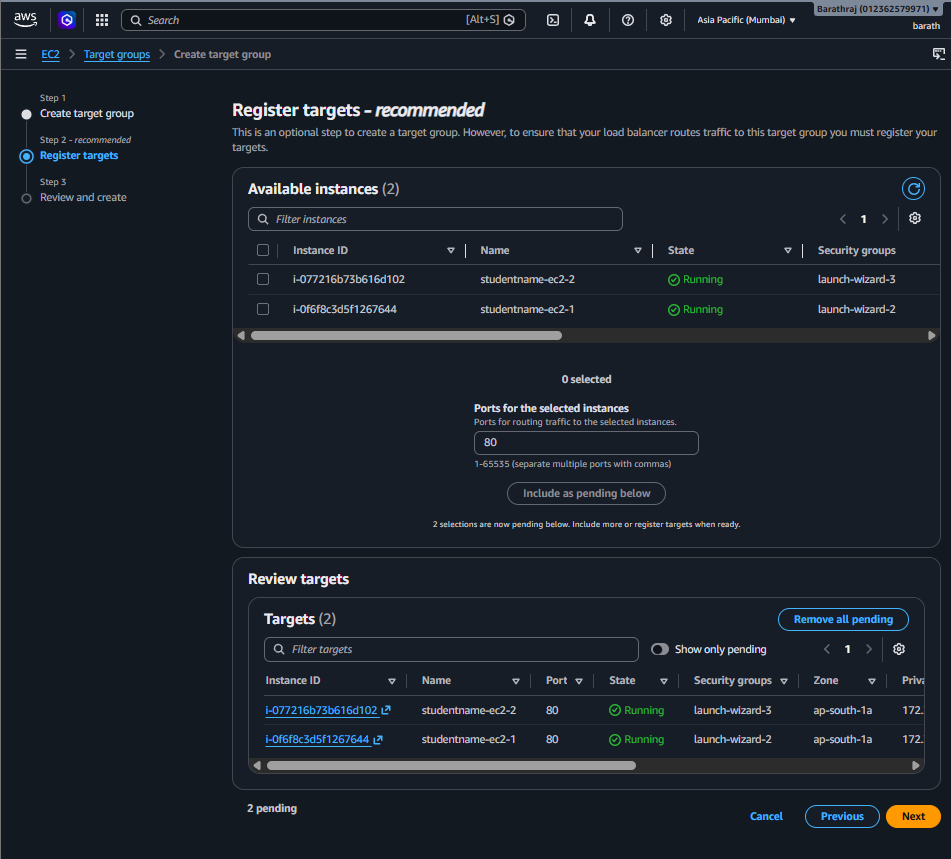 aws
Search [Alt+S]
Asia Pacific (Mumbai)
Barathraj (012362579971)
barath
EC2 Target groups Create target group
Step 1
Create target group
Step 2 - recommended
Register targets
Step 3
Review and create
Register targets - recommended
This is an optional step to create a target group. However, to ensure that your load balancer routes traffic to this target group you must register your
targets.
Available instances (2)
Filter instances
1
Instance ID Name State Security groups
i-077216b73b616d102 studentname-ec2-2 Running launch-wizard-3
i-0f6f8c3d5f1267644 studentname-ec2-1 Running launch-wizard-2
0 selected
Ports for the selected instances
Ports for routing traffic to the selected instances.
80
1-65535 (separate multiple ports with commas)
Include as pending below
2 selections are now pending below. Include more or register targets when ready.
Review targets
Targets (2)
Remove all pending
Filter targets
Show only pending
1
Instance ID Name Port State Security groups Zone Priva
i-077216b73b616d102 studentname-ec2-2 80 Running launch-wizard-3 ap-south-1a 172.
i-0f6f8c3d5f1267644 studentname-ec2-1 80 Running launch-wizard-2 ap-south-1a 172.
2 pending
Cancel Previous Next